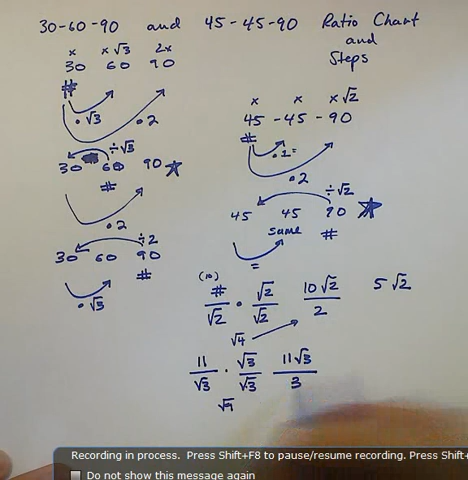 30-60-90 and 45-45-90 Ratio Chart
and
Steps
x x√3 2x
30 60 90
#
•√3 •2
x x x√2
45 - 45 - 90
#
•1=
•2
÷√3
30 60 90 ★
#
•2
÷√2
45 45 90 ★
same #
=
÷2
30 60 90
#
•√3
(10)
#/√2 • √2/√2 10√2/2 5√2
√4
11/√3 • √3/√3 11√3/3
√9
Recording in process. Press Shift+F8 to pause/resume recording. Press Shift+
Do not show this message again